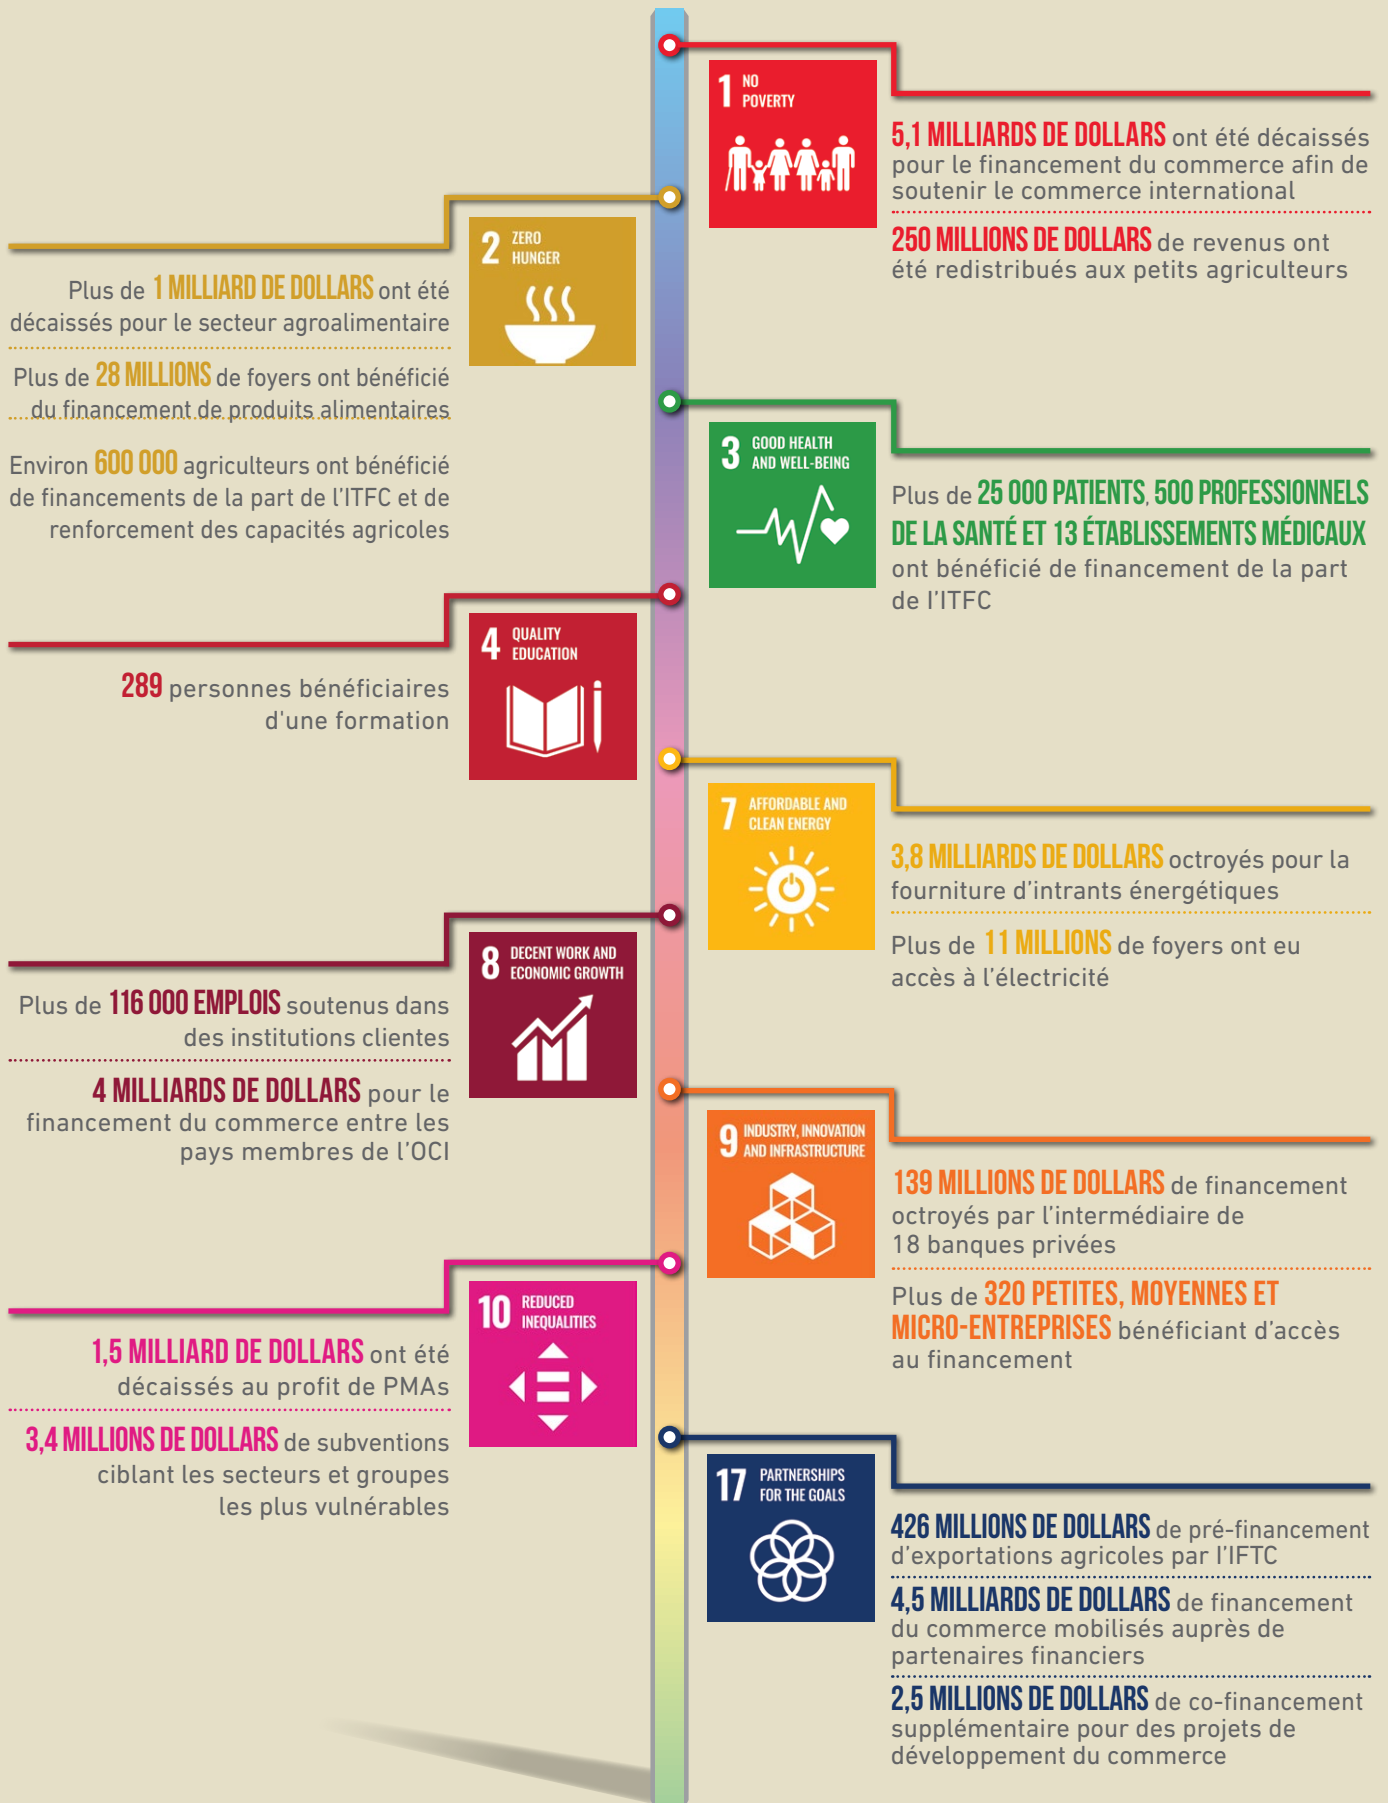 1 NO
POVERTY
5,1 MILLIARDS DE DOLLARS ont été décaissés
pour le financement du commerce afin de
soutenir le commerce international
250 MILLIONS DE DOLLARS de revenus ont
été redistribués aux petits agriculteurs
2 ZERO
HUNGER
Plus de 1 MILLIARD DE DOLLARS ont été
décaissés pour le secteur agroalimentaire
Plus de 28 MILLIONS de foyers ont bénéficié
du financement de produits alimentaires
Environ 600 000 agriculteurs ont bénéficié
de financements de la part de l'ITFC et de
renforcement des capacités agricoles
3 GOOD HEALTH
AND WELL-BEING
Plus de 25 000 PATIENTS, 500 PROFESSIONNELS
DE LA SANTÉ ET 13 ÉTABLISSEMENTS MÉDICAUX
ont bénéficié de financement de la part
de l'ITFC
4 QUALITY
EDUCATION
289 personnes bénéficiaires
d'une formation
7 AFFORDABLE AND
CLEAN ENERGY
3,8 MILLIARDS DE DOLLARS octroyés pour la
fourniture d'intrants énergétiques
Plus de 11 MILLIONS de foyers ont eu
accès à l'électricité
8 DECENT WORK AND
ECONOMIC GROWTH
Plus de 116 000 EMPLOIS soutenus dans
des institutions clientes
4 MILLIARDS DE DOLLARS pour le
financement du commerce entre les
pays membres de l'OCI
9 INDUSTRY, INNOVATION
AND INFRASTRUCTURE
139 MILLIONS DE DOLLARS de financement
octroyés par l'intermédiaire de
18 banques privées
Plus de 320 PETITES, MOYENNES ET
MICRO-ENTREPRISES bénéficiant d'accès
au financement
10 REDUCED
INEQUALITIES
1,5 MILLIARD DE DOLLARS ont été
décaissés au profit de PMAs
3,4 MILLIONS DE DOLLARS de subventions
ciblant les secteurs et groupes
les plus vulnérables
17 PARTNERSHIPS
FOR THE GOALS
426 MILLIONS DE DOLLARS de pré-financement
d'exportations agricoles par l'IFTC
4,5 MILLIARDS DE DOLLARS de financement
du commerce mobilisés auprès de
partenaires financiers
2,5 MILLIONS DE DOLLARS de co-financement
supplémentaire pour des projets de
développement du commerce